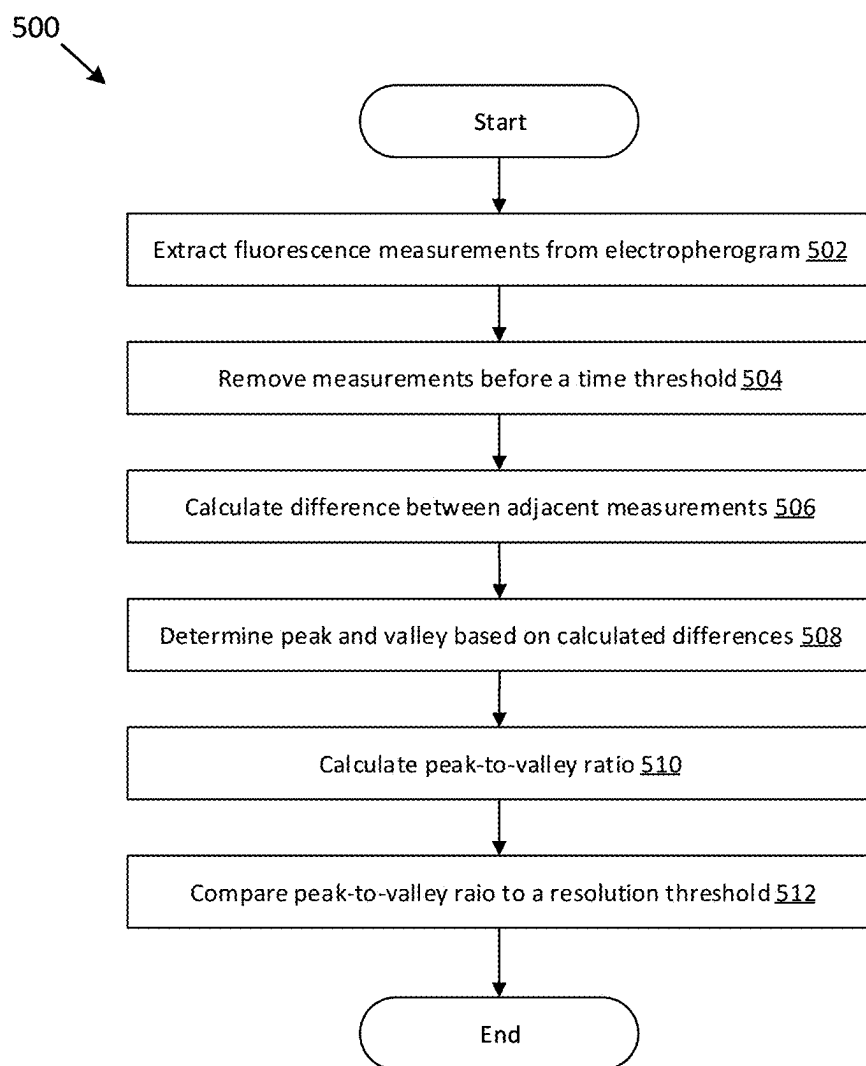 500
Start
Extract fluorescence measurements from electropherogram 502
Remove measurements before a time threshold 504
Calculate difference between adjacent measurements 506
Determine peak and valley based on calculated differences 508
Calculate peak-to-valley ratio 510
Compare peak-to-valley raio to a resolution threshold 512
End